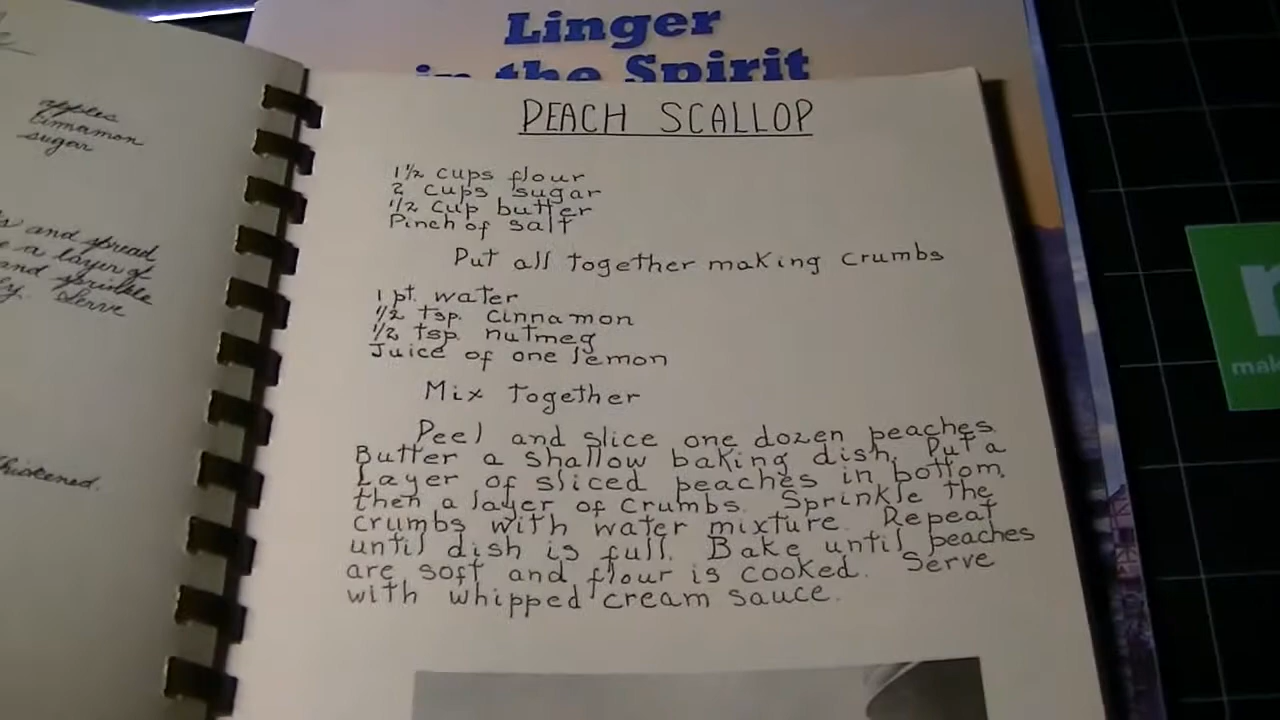 Linger
in the Spirit
apples
cinnamon
sugar
and spread
a layer of
and sprinkle
Serve
thickened.
PEACH SCALLOP
1 1/2 cups flour
2 cups sugar
1/2 cup butter
Pinch of salt
Put all together making crumbs
1 pt. water
1/2 tsp. cinnamon
1/2 tsp. nutmeg
Juice of one lemon
Mix together
Peel and slice one dozen peaches.
Butter a shallow baking dish. Put a
layer of sliced peaches in bottom,
then a layer of crumbs. Sprinkle the
crumbs with water mixture. Repeat
until dish is full. Bake until peaches
are soft and flour is cooked. Serve
with whipped cream sauce.